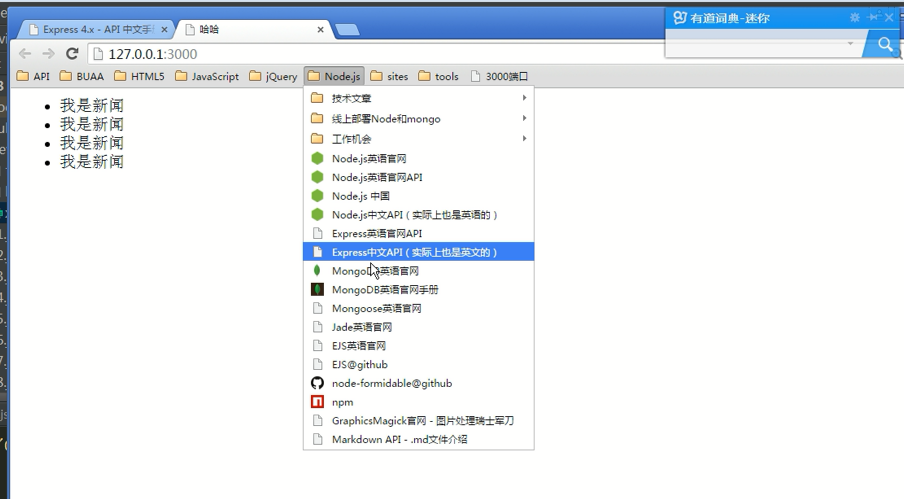 Express 4.x - API 中文手
哈哈
有道词典-迷你
127.0.0.1:3000
API
BUAA
HTML5
JavaScript
jQuery
Node.js
sites
tools
3000端口
我是新闻
我是新闻
我是新闻
我是新闻
技术文章
线上部署Node和mongo
工作机会
Node.js英语官网
Node.js英语官网API
Node.js 中国
Node.js中文API（实际上也是英语的）
Express英语官网API
Express中文API（实际上也是英文的）
MongoDB英语官网
MongoDB英语官网手册
Mongoose英语官网
Jade英语官网
EJS英语官网
EJS@github
node-formidable@github
npm
GraphicsMagick官网 - 图片处理瑞士军刀
Markdown API - .md文件介绍